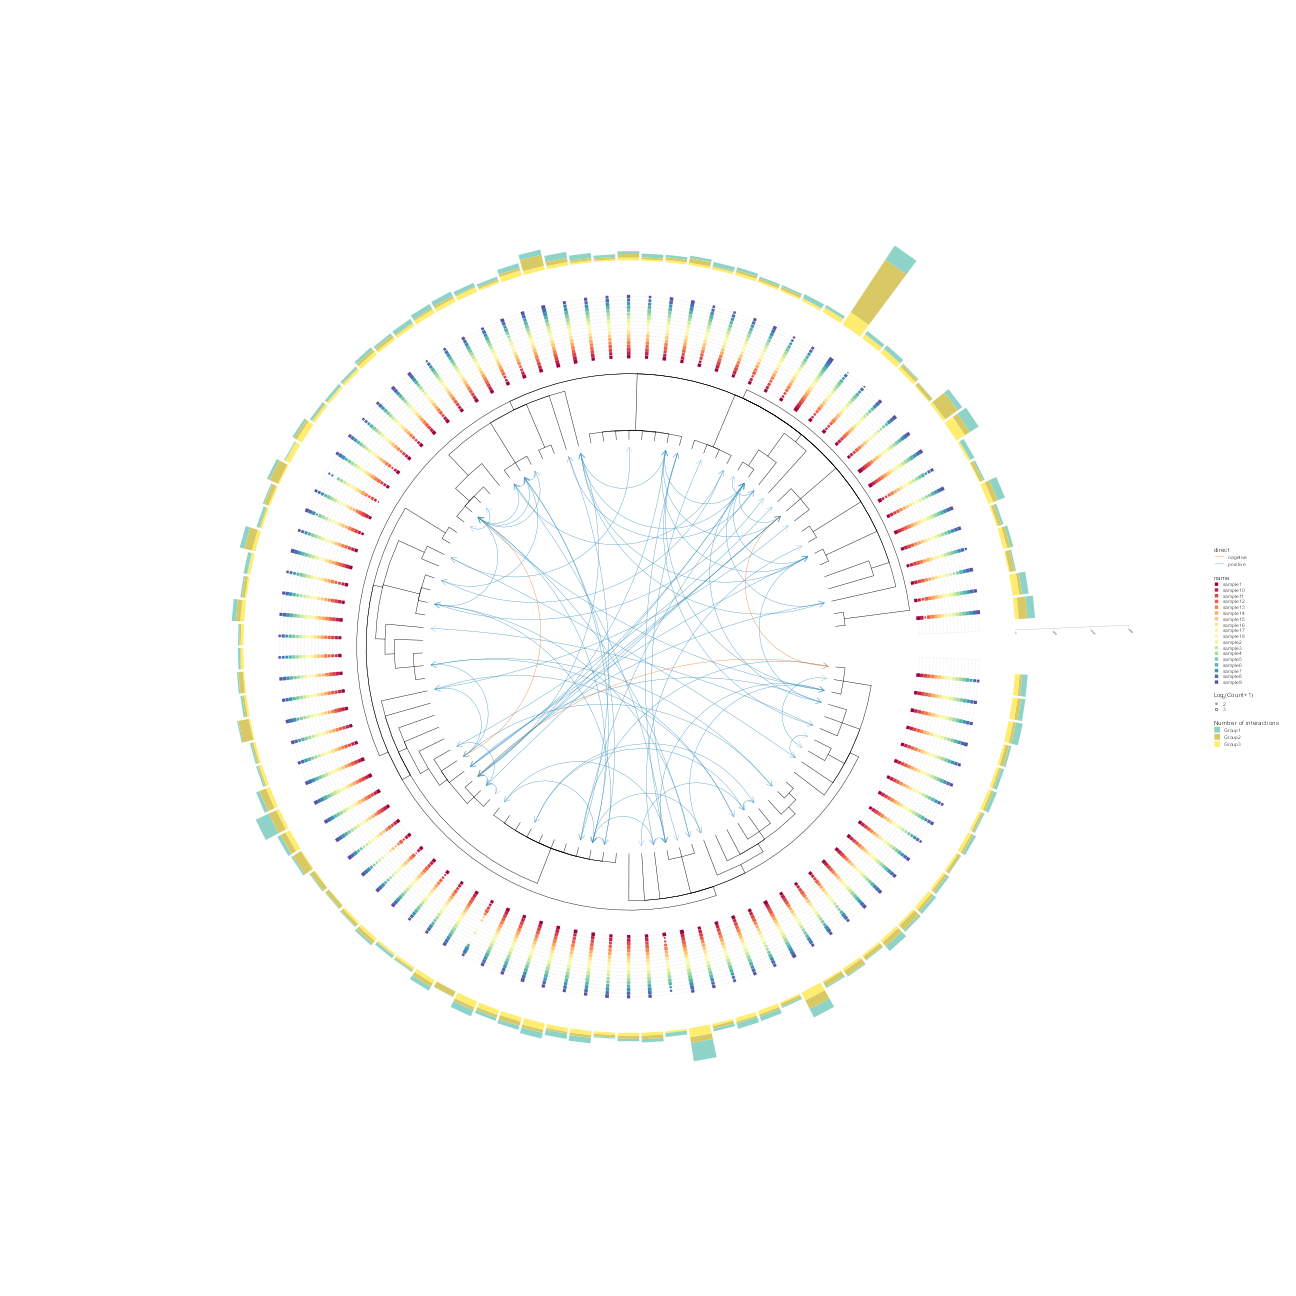 direct
negative
positive
name
sample1
sample10
sample11
sample12
sample13
sample14
sample15
sample16
sample17
sample18
sample2
sample3
sample4
sample5
sample6
sample7
sample8
sample9
Log₂(Count+1)
2
3
Number of interactions
Group1
Group2
Group3